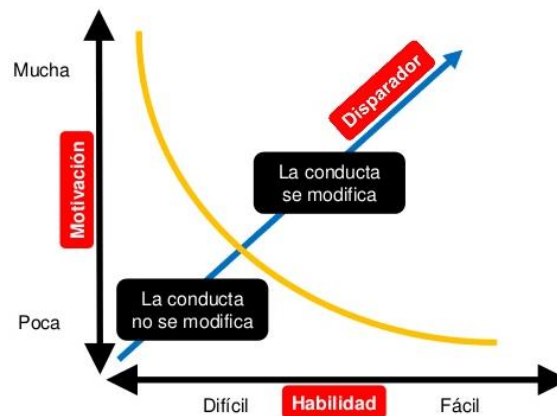 Mucha
Disparador
Motivación
La conducta
se modifica
La conducta
no se modifica
Poca
Difícil
Habilidad
Fácil